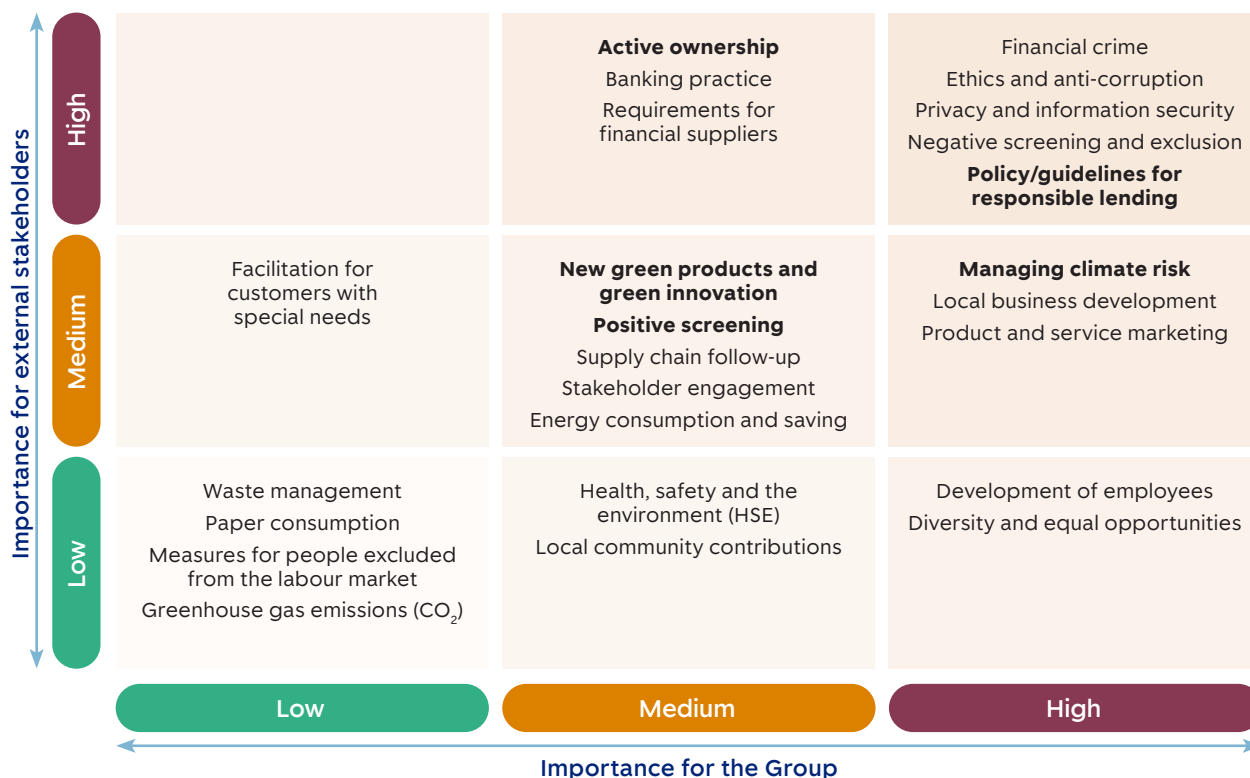 Importance for external stakeholders
High
Active ownership
Banking practice
Requirements for
financial suppliers
Financial crime
Ethics and anti-corruption
Privacy and information security
Negative screening and exclusion
Policy/guidelines for
responsible lending
Medium
Facilitation for
customers with
special needs
New green products and
green innovation
Positive screening
Supply chain follow-up
Stakeholder engagement
Energy consumption and saving
Managing climate risk
Local business development
Product and service marketing
Low
Waste management
Paper consumption
Measures for people excluded
from the labour market
Greenhouse gas emissions (CO₂)
Health, safety and the
environment (HSE)
Local community contributions
Development of employees
Diversity and equal opportunities
Low
Medium
High
Importance for the Group